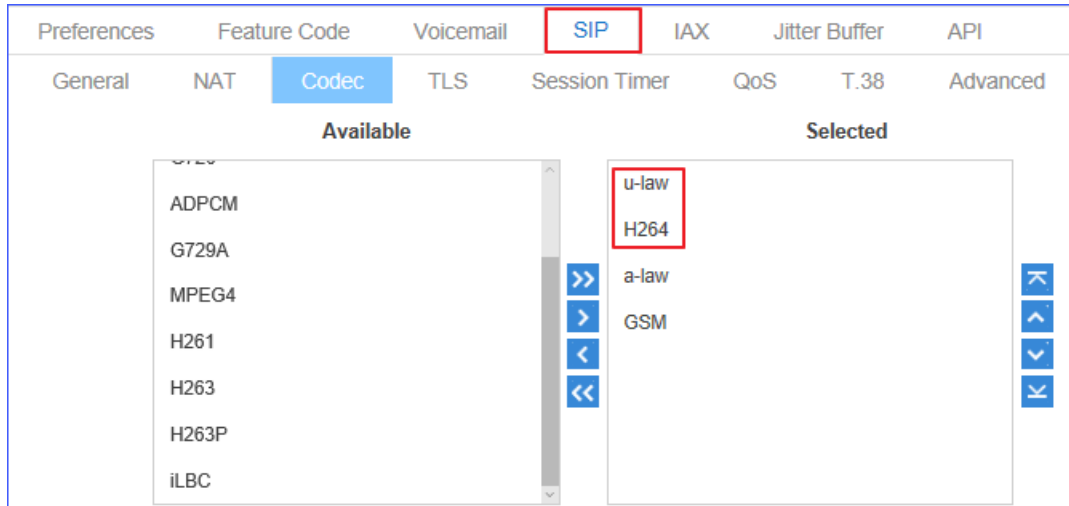 Preferences Feature Code Voicemail SIP IAX Jitter Buffer API
General NAT Codec TLS Session Timer QoS T.38 Advanced
Available Selected
ADPCM
G729A
MPEG4
H261
H263
H263P
iLBC
u-law
H264
a-law
GSM